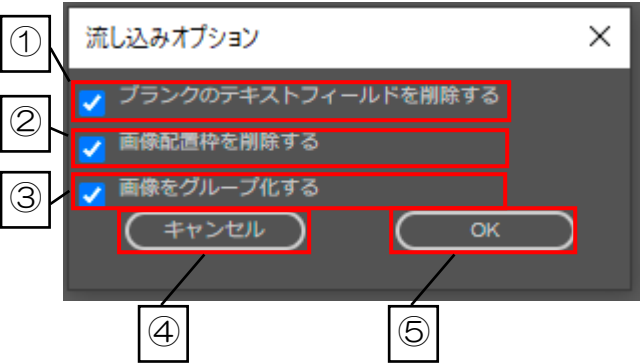 ①
流し込みオプション
②
ブランクのテキストフィールドを削除する
画像配置枠を削除する
③
画像をグループ化する
キャンセル
OK
④
⑤